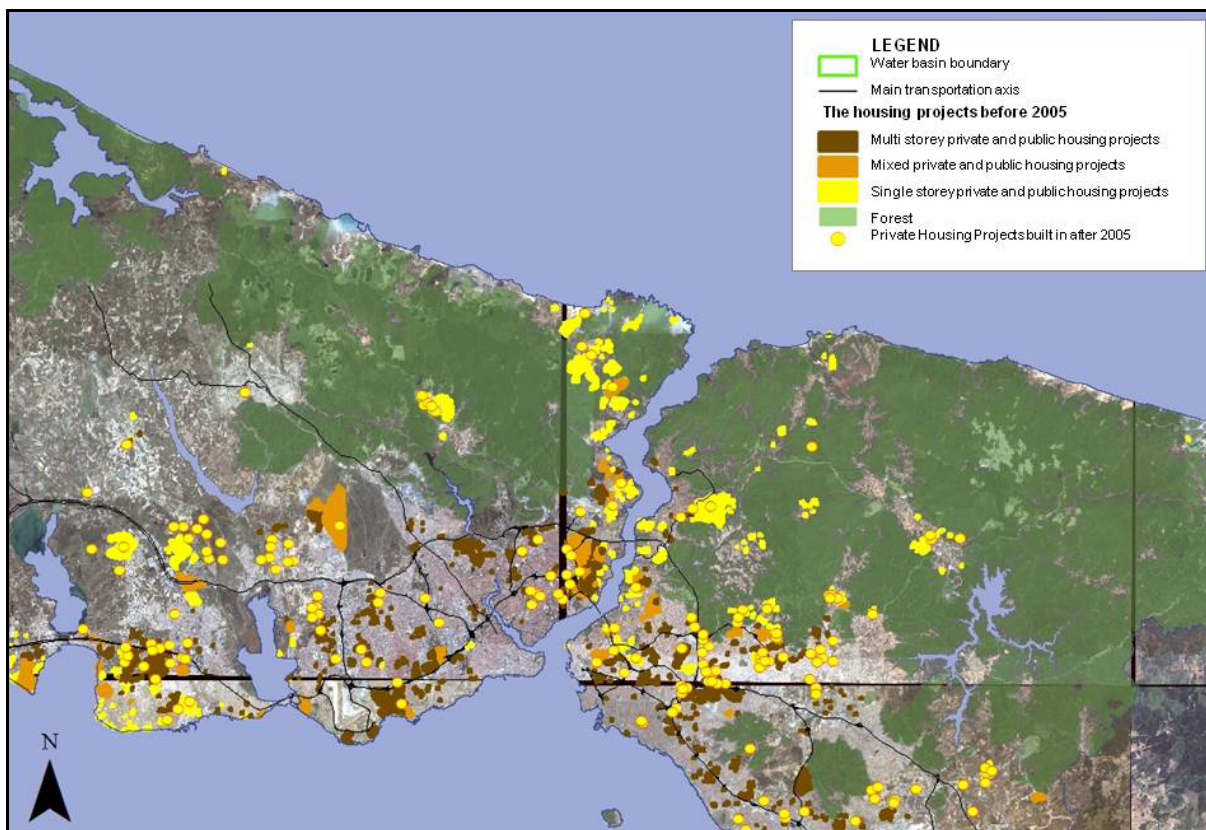 LEGEND
Water basin boundary
Main transportation axis
The housing projects before 2005
Multi storey private and public housing projects
Mixed private and public housing projects
Single storey private and public housing projects
Forest
Private Housing Projects built in after 2005
N